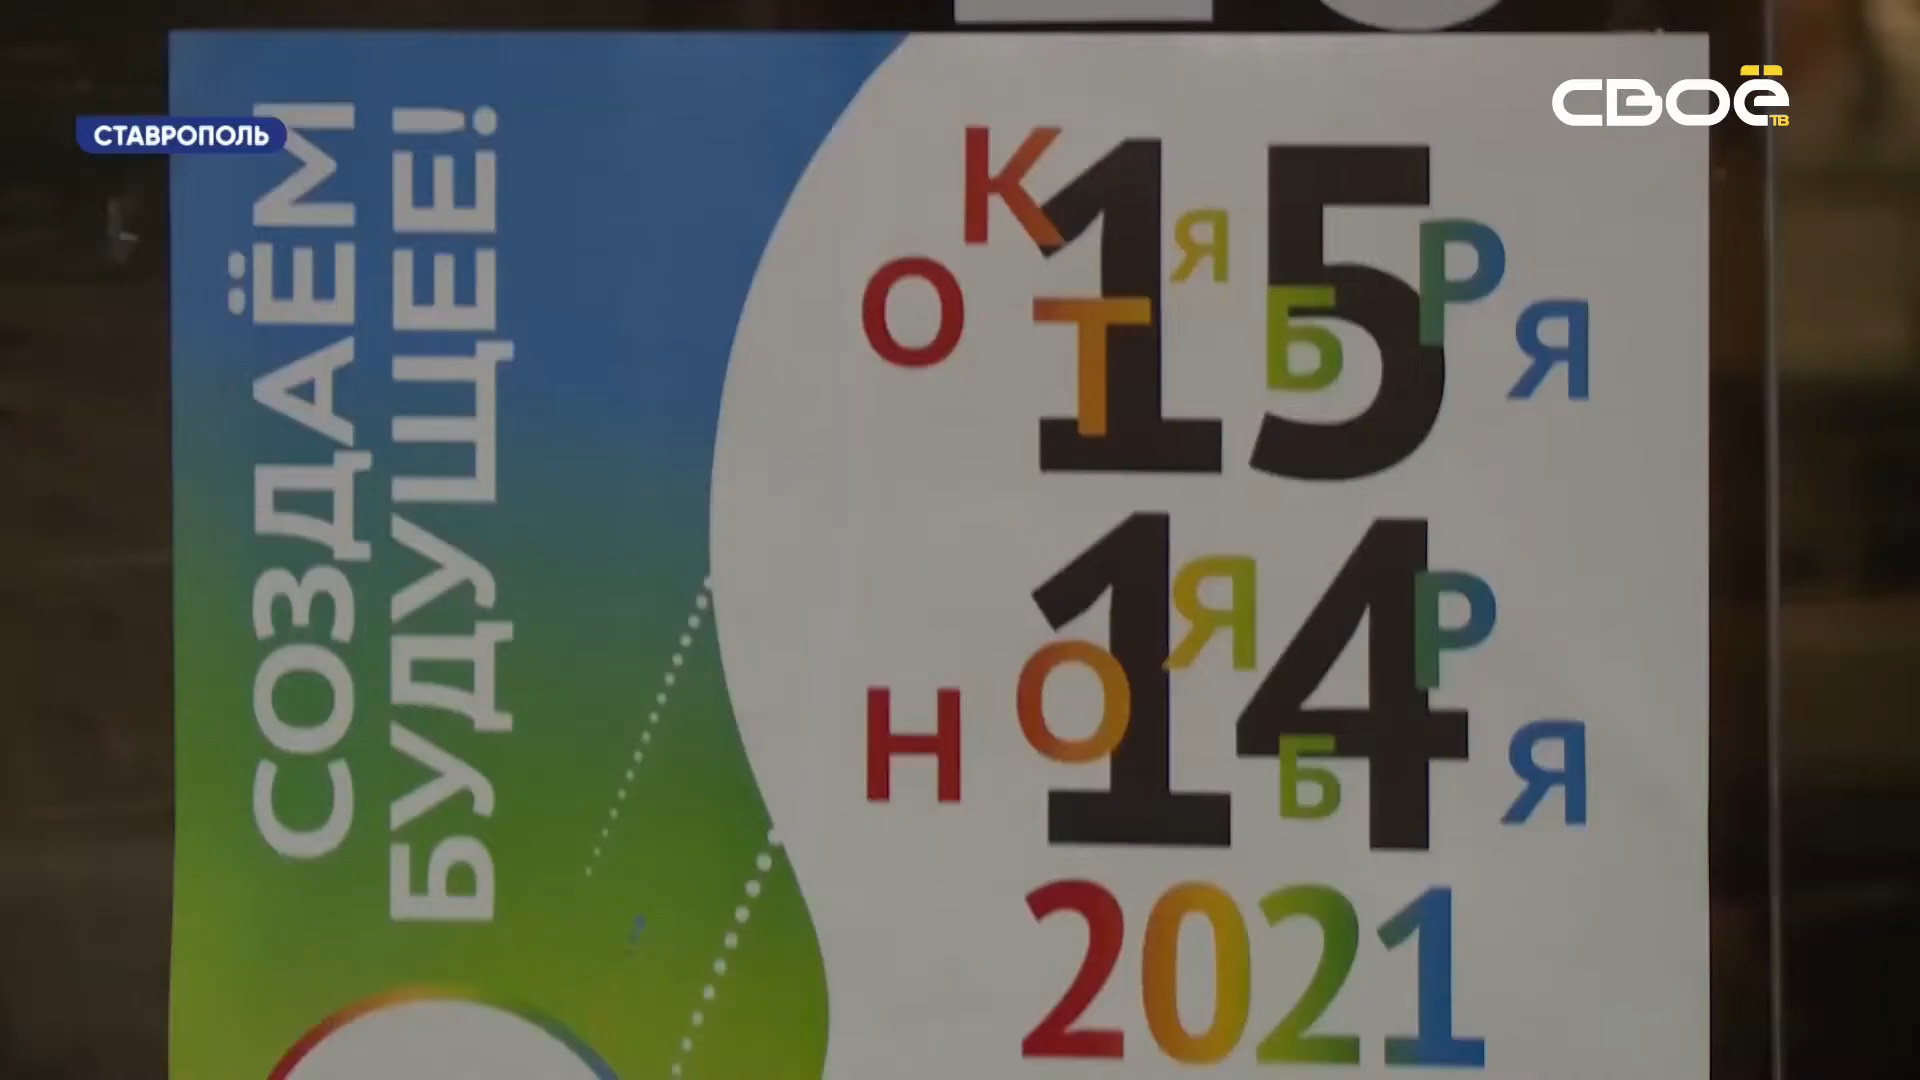 СТАВРОПОЛЬ
СВОЁ
ТВ
СОЗДАЁМ
БУДУЩЕЕ!
15
ОКТЯБРЯ
14
НОЯБРЯ
2021